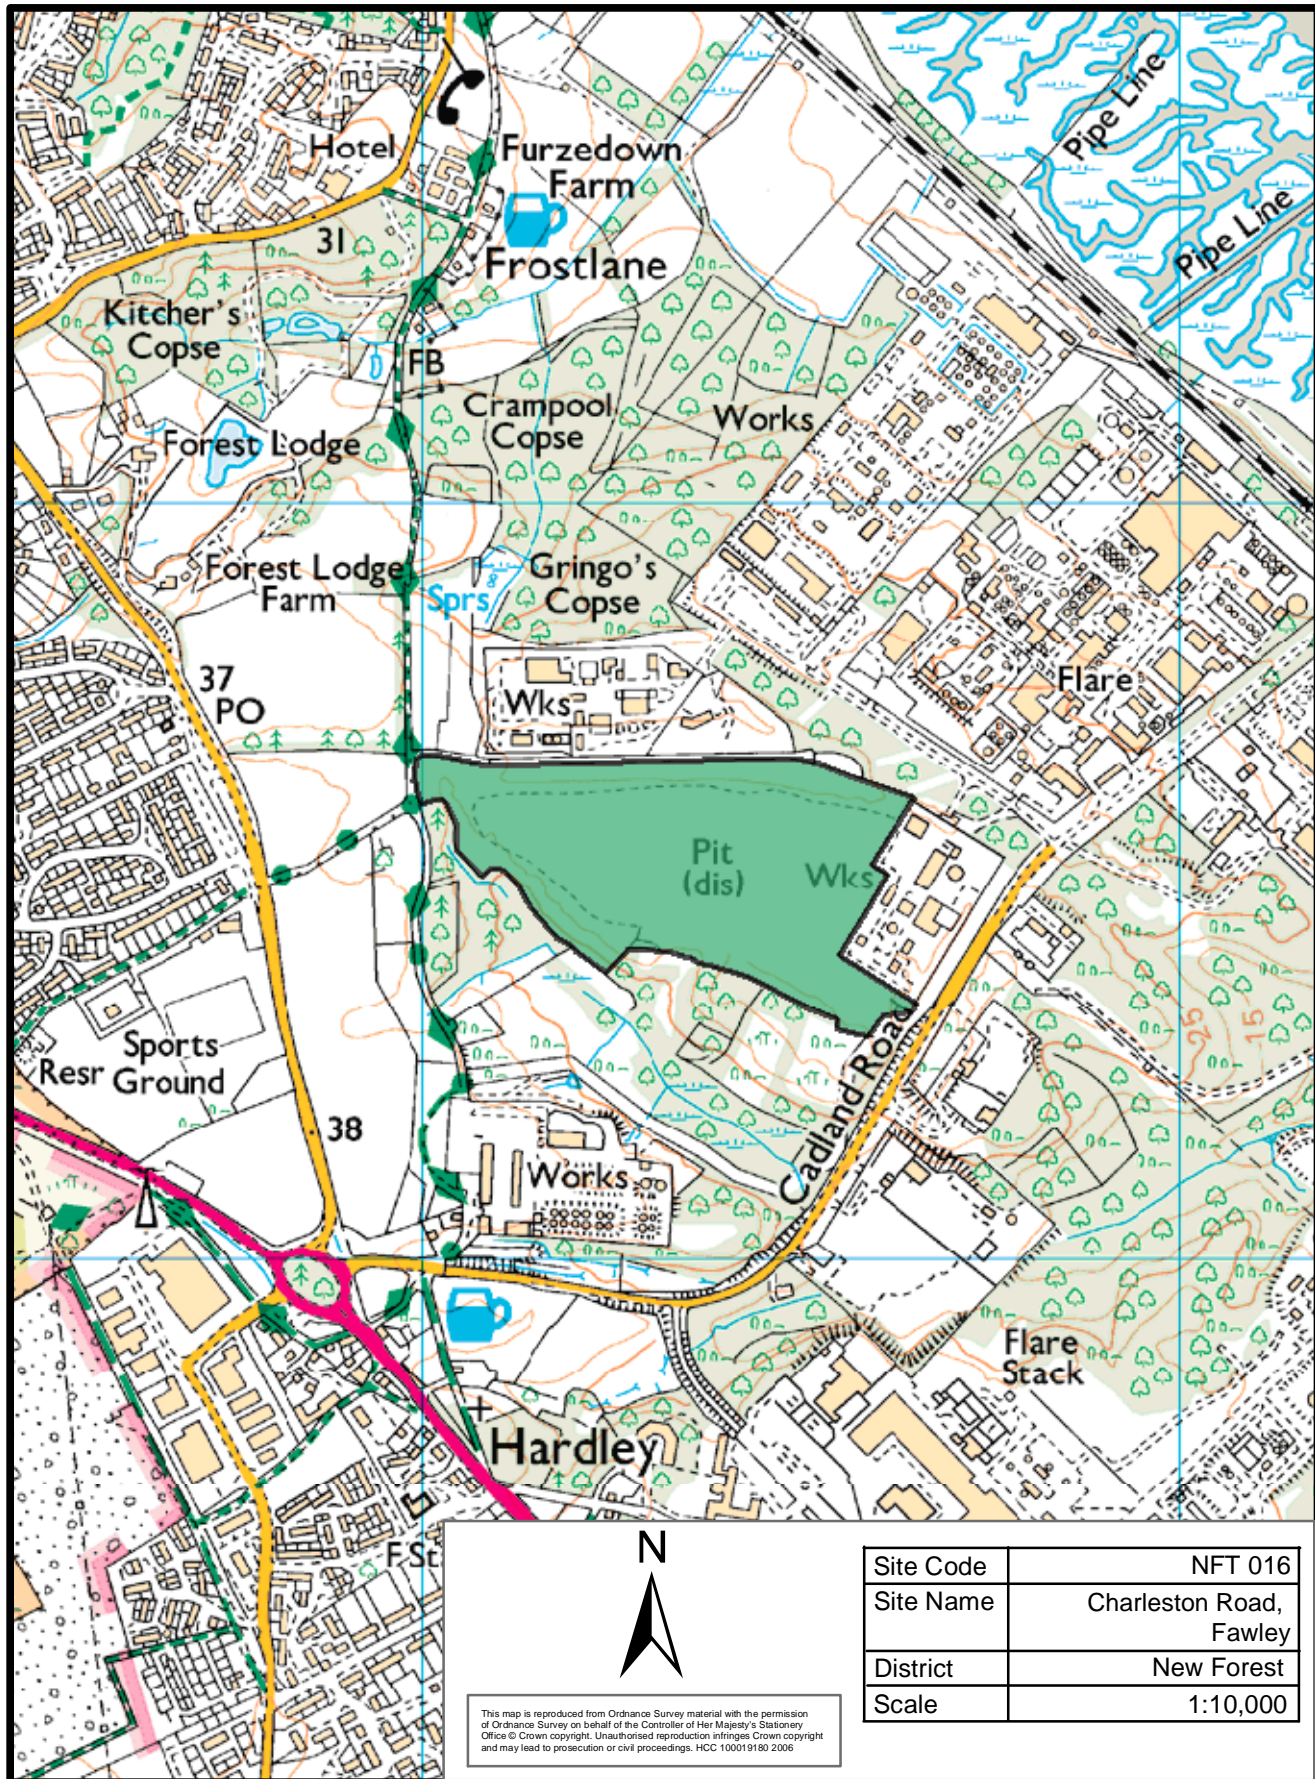 Pipe Line
Hotel
Furzedown
Farm
Pipe Line
31
Frostlane
Kitcher's
Copse
FB
Crampool
Copse
Works
Forest Lodge
Forest Lodge
Farm
Sprs
Gringo's
Copse
37
PO
Wks
Flare
Pit
(dis)
Wks
Sports
Ground
Resr
25
15
Cadland Road
38
Works
Flare
Stack
Hardley
F St
N
Site Code NFT 016
Site Name Charleston Road,
Fawley
District New Forest
Scale 1:10,000
This map is reproduced from Ordnance Survey material with the permission
of Ordnance Survey on behalf of the Controller of Her Majesty's Stationery
Office © Crown copyright. Unauthorised reproduction infringes Crown copyright
and may lead to prosecution or civil proceedings. HCC 100019180 2006